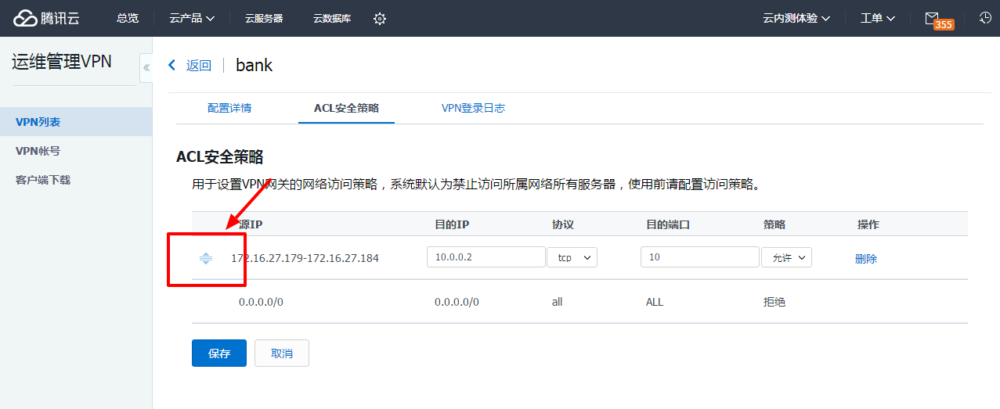 腾讯云 总览 云产品 云服务器 云数据库 云内测体验 工单 355
运维管理VPN
«
返回 bank
配置详情 ACL安全策略 VPN登录日志
VPN列表
VPN帐号
客户端下载
ACL安全策略
用于设置VPN网关的网络访问策略，系统默认为禁止访问所属网络所有服务器，使用前请配置访问策略。
源IP 目的IP 协议 目的端口 策略 操作
172.16.27.179-172.16.27.184 10.0.0.2 tcp 10 允许 删除
0.0.0.0/0 0.0.0.0/0 all ALL 拒绝
保存 取消